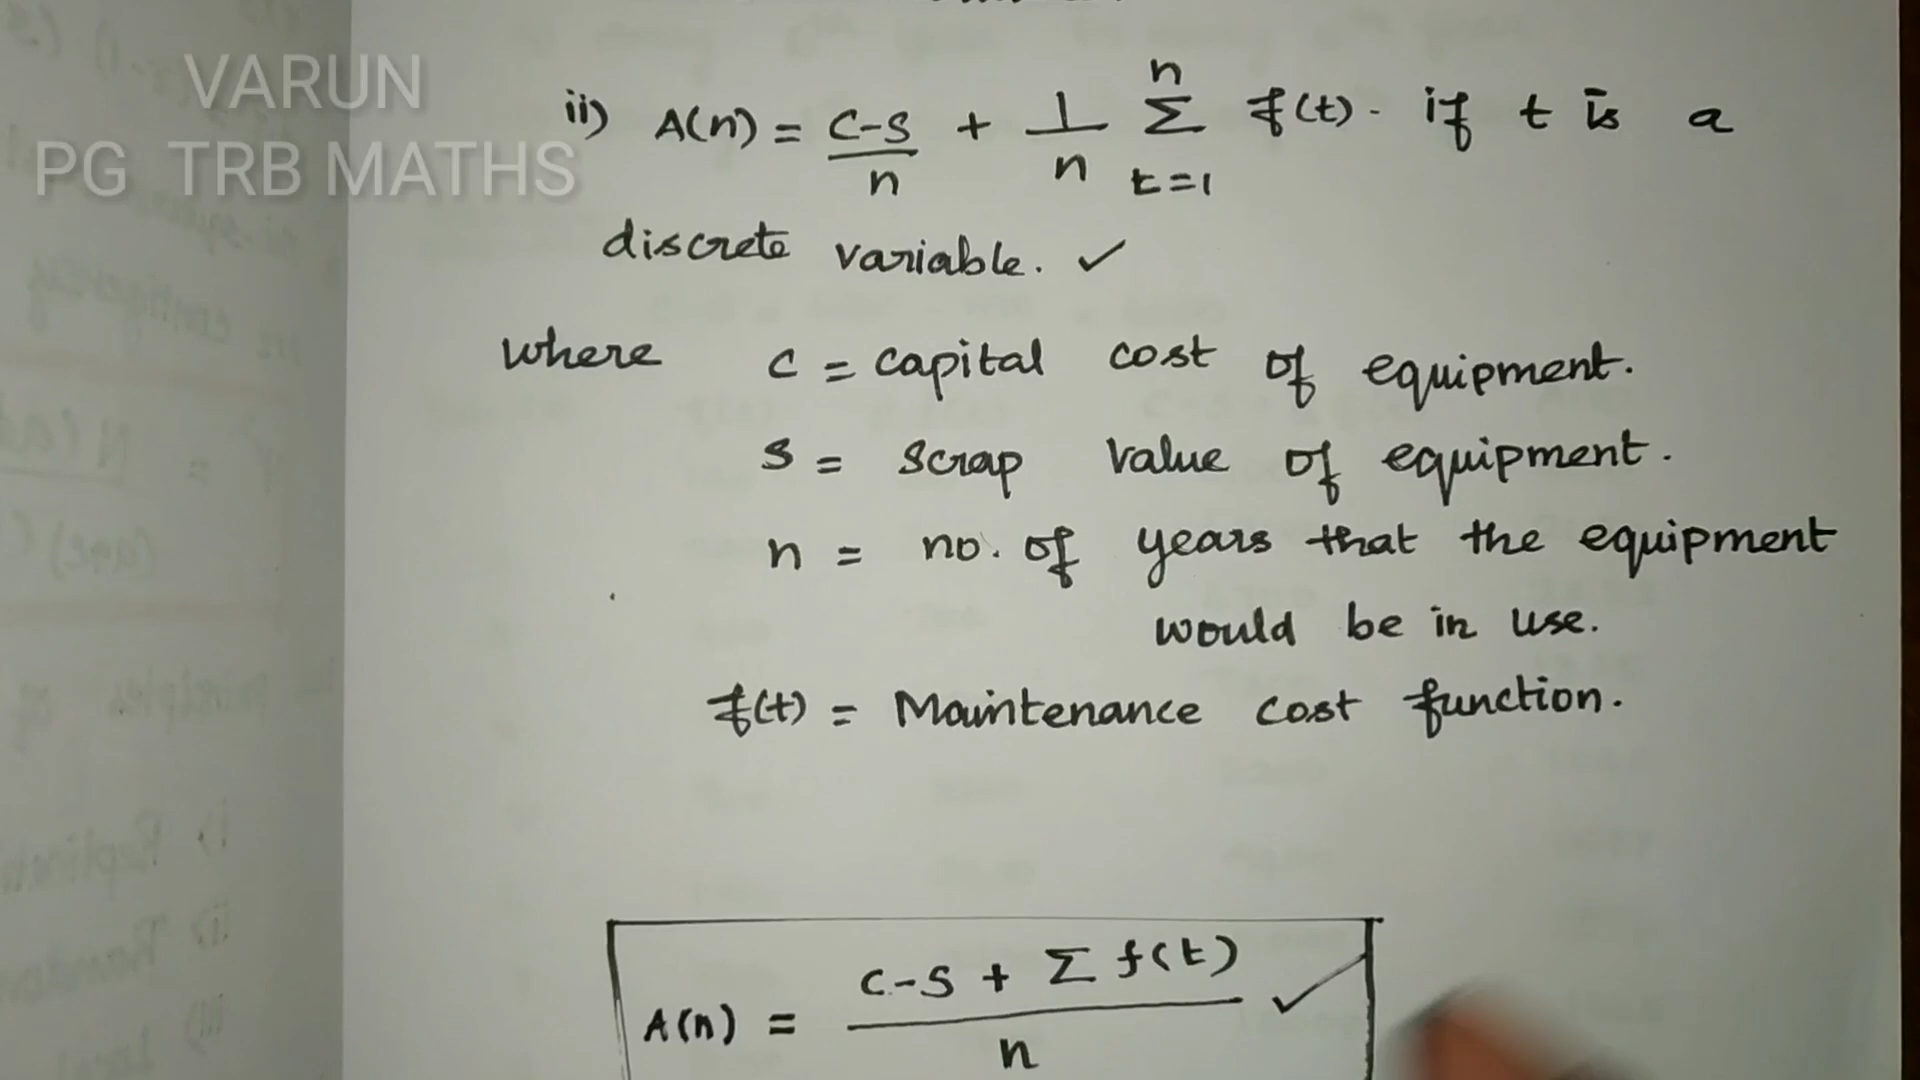 VARUN
PG TRB MATHS
ii) A(n) = C-S/n + 1/n n Σ t=1 f(t). if t is a
discrete variable. ✓
where C = capital cost of equipment.
S = scrap value of equipment.
n = no. of years that the equipment
would be in use.
f(t) = Maintenance cost function.
A(n) = C-S + Σ f(t) / n ✓